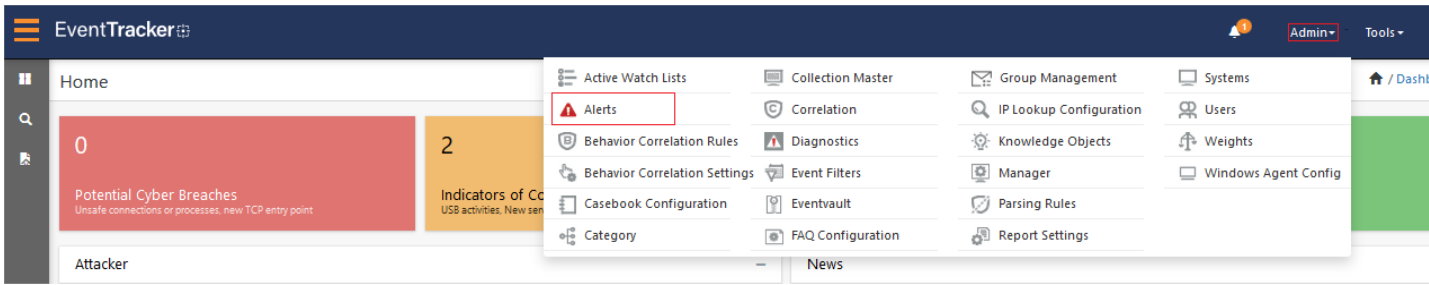 EventTracker
1
Admin
Tools
Home
/ Dashb
Active Watch Lists
Collection Master
Group Management
Systems
Alerts
Correlation
IP Lookup Configuration
Users
Behavior Correlation Rules
Diagnostics
Knowledge Objects
Weights
Behavior Correlation Settings
Event Filters
Manager
Windows Agent Config
Casebook Configuration
Eventvault
Parsing Rules
Category
FAQ Configuration
Report Settings
0
Potential Cyber Breaches
Unsafe connections or processes, new TCP entry point
2
Indicators of Co
USB activities, New serv
Attacker
News